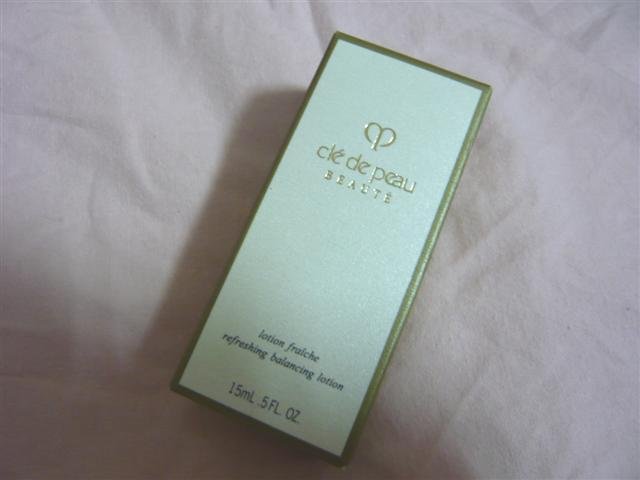 clé de peau
BEAUTÉ
lotion fraîche
refreshing balancing lotion
15mL .5 FL. OZ.